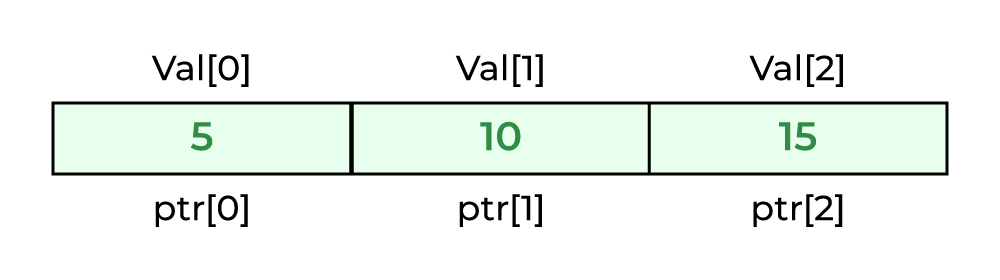 Val[0] Val[1] Val[2]
5 10 15
ptr[0] ptr[1] ptr[2]